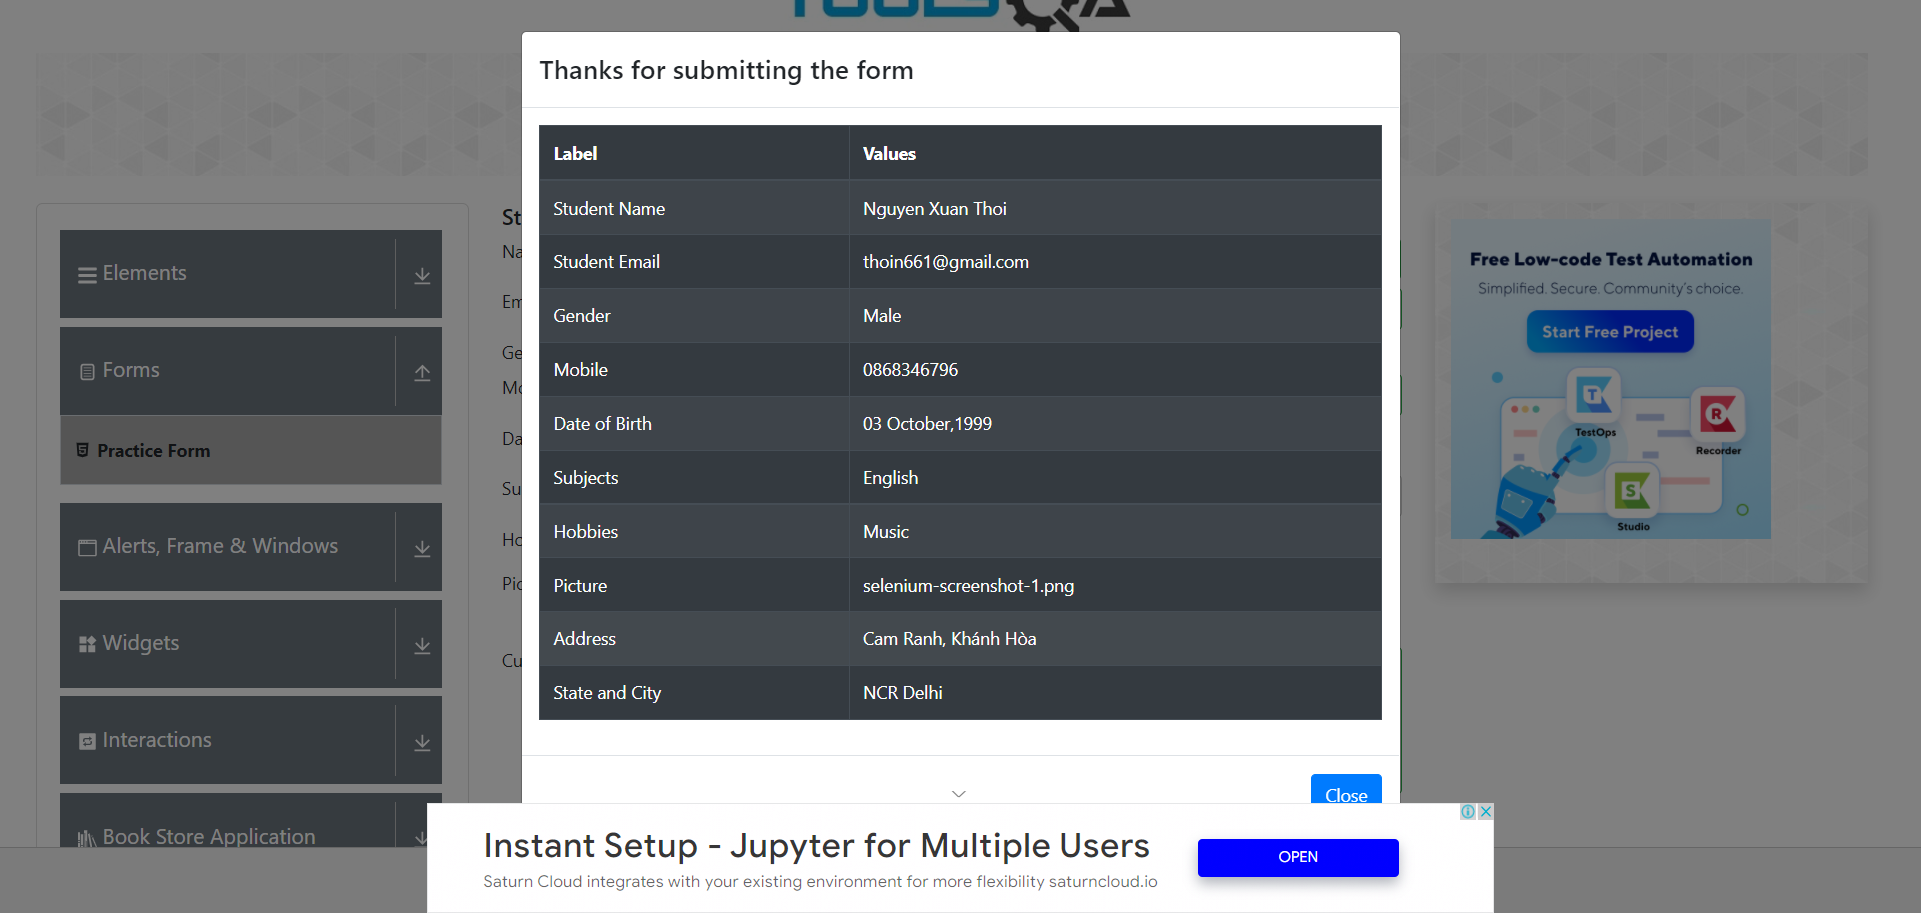 TOOLSQA
Thanks for submitting the form
Label Values
Student Name Nguyen Xuan Thoi
Student Email thoin661@gmail.com
Gender Male
Mobile 0868346796
Date of Birth 03 October,1999
Subjects English
Hobbies Music
Picture selenium-screenshot-1.png
Address Cam Ranh, Khánh Hòa
State and City NCR Delhi
Close
Elements
Forms
Practice Form
Alerts, Frame & Windows
Widgets
Interactions
Book Store Application
St
Na
Em
Ge
Mo
Da
Su
Ho
Pic
Cu
Free Low-code Test Automation
Simplified. Secure. Community's choice.
Start Free Project
TestOps
Recorder
Studio
Instant Setup - Jupyter for Multiple Users
Saturn Cloud integrates with your existing environment for more flexibility saturncloud.io
OPEN